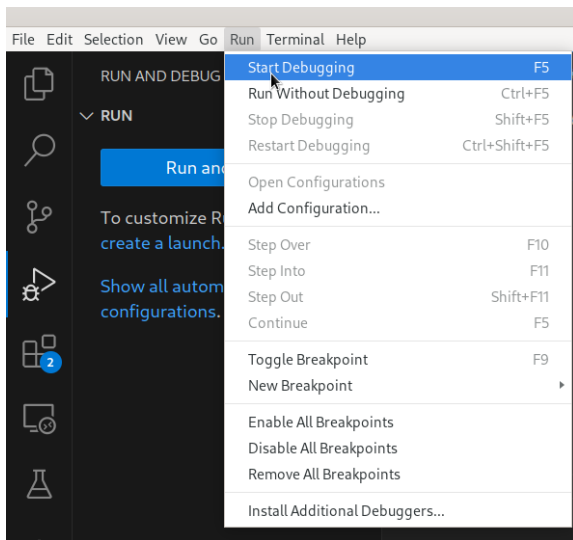 File Edit Selection View Go Run Terminal Help
RUN AND DEBUG
RUN
Run and
To customize R
create a launch.
Show all autom
configurations.
2
Start Debugging F5
Run Without Debugging Ctrl+F5
Stop Debugging Shift+F5
Restart Debugging Ctrl+Shift+F5
Open Configurations
Add Configuration...
Step Over F10
Step Into F11
Step Out Shift+F11
Continue F5
Toggle Breakpoint F9
New Breakpoint
Enable All Breakpoints
Disable All Breakpoints
Remove All Breakpoints
Install Additional Debuggers...